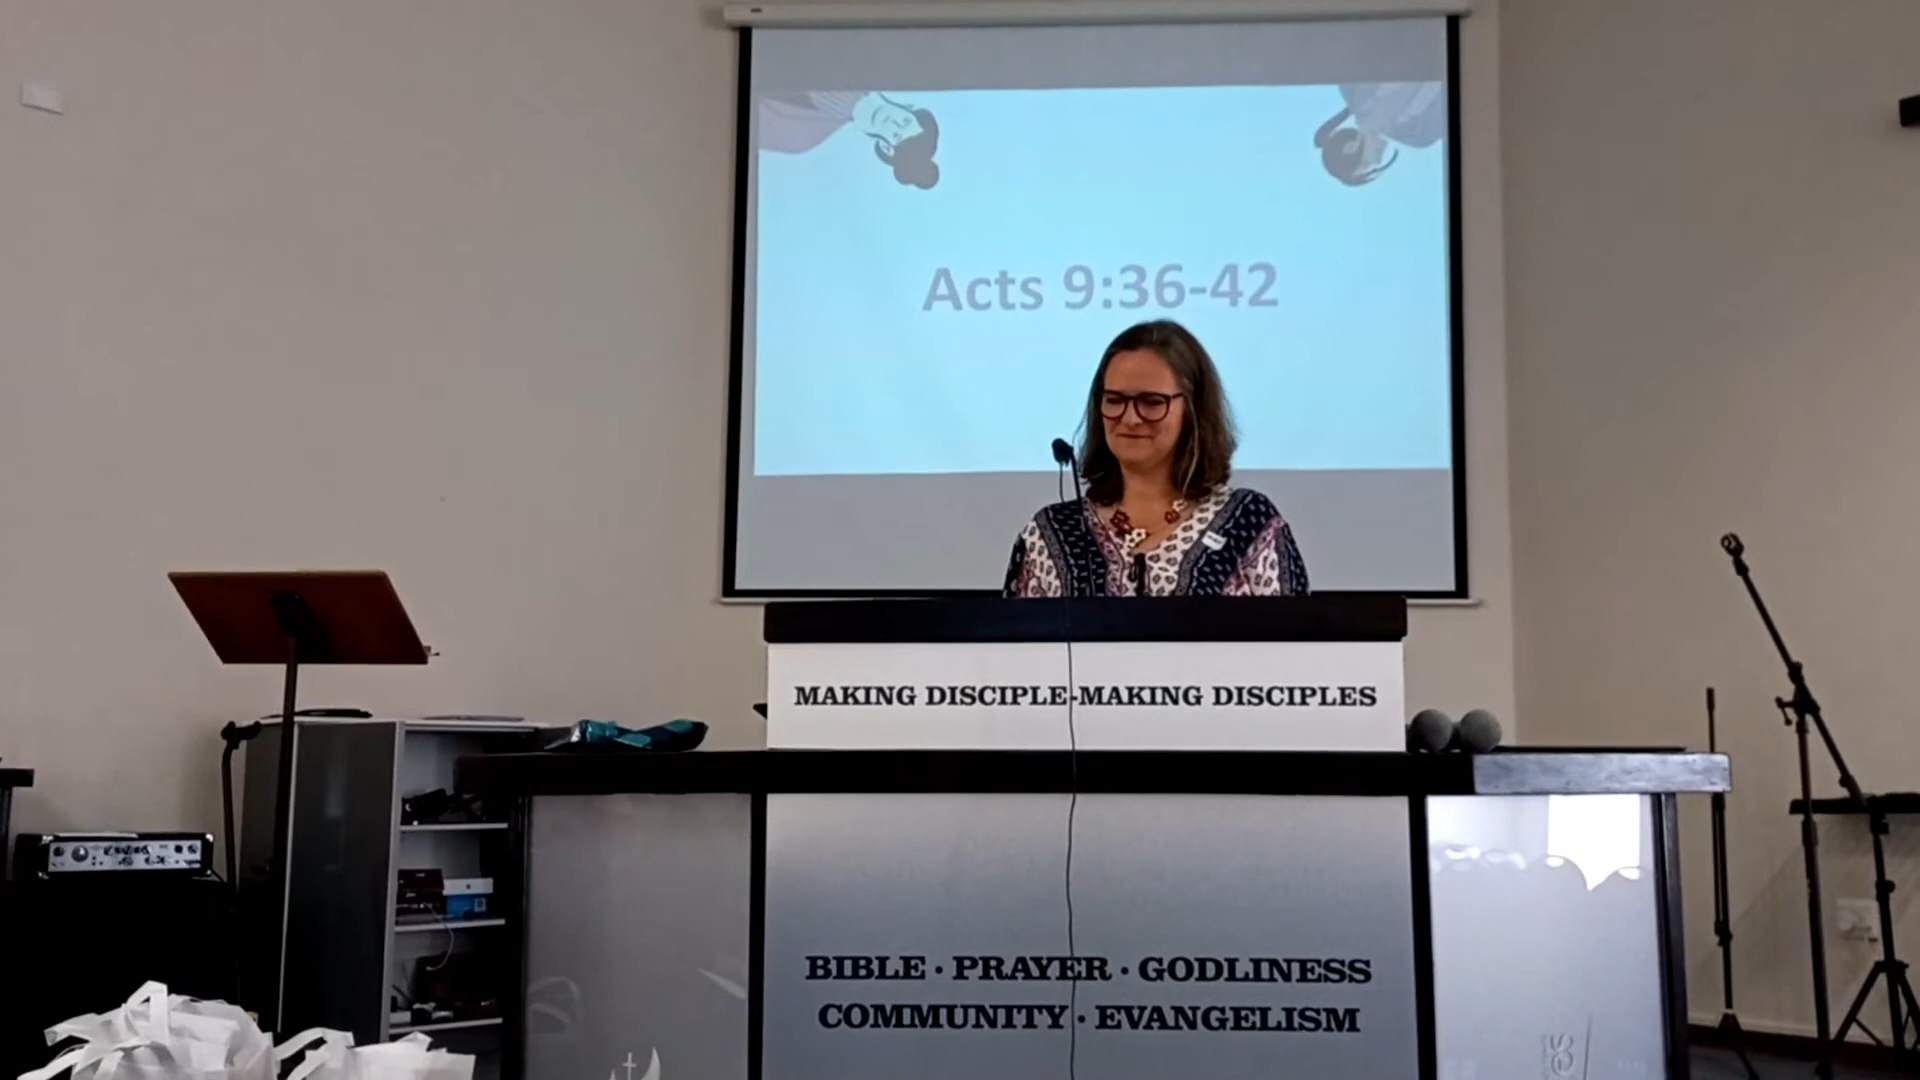 Acts 9:36-42
MAKING DISCIPLE-MAKING DISCIPLES
BIBLE · PRAYER · GODLINESS
COMMUNITY · EVANGELISM